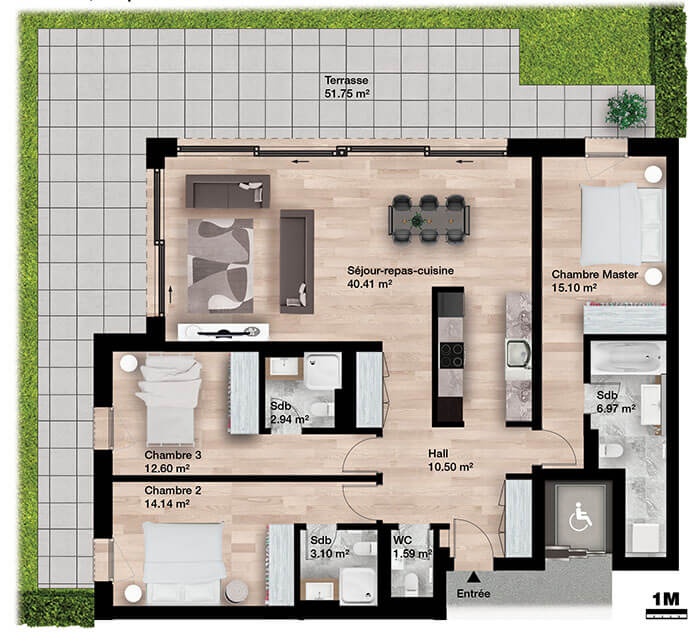 Terrasse
51.75 m²
Séjour-repas-cuisine
40.41 m²
Chambre Master
15.10 m²
Sdb
6.97 m²
Sdb
2.94 m²
Chambre 3
12.60 m²
Hall
10.50 m²
Chambre 2
14.14 m²
Sdb
3.10 m²
WC
1.59 m²
Entrée
1M